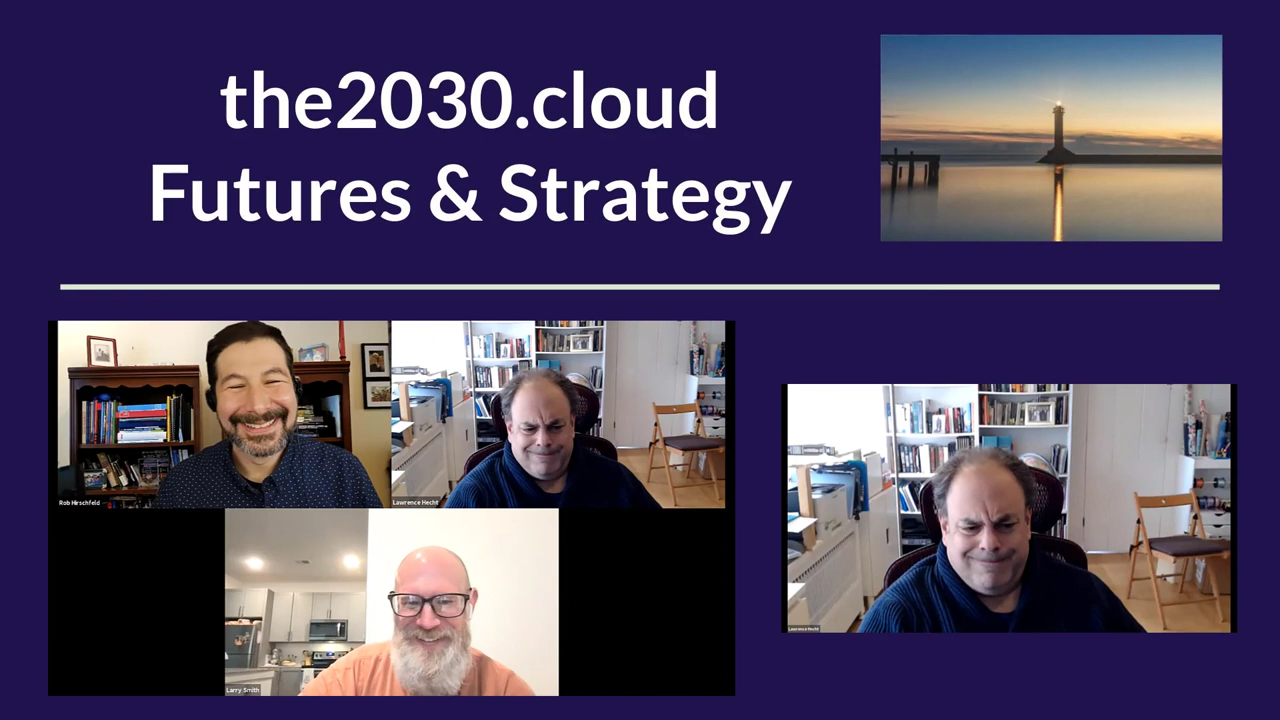 the2030.cloud
Futures & Strategy
Rob Hirschfeld
Lawrence Hecht
Larry Smith
Lawrence Hecht